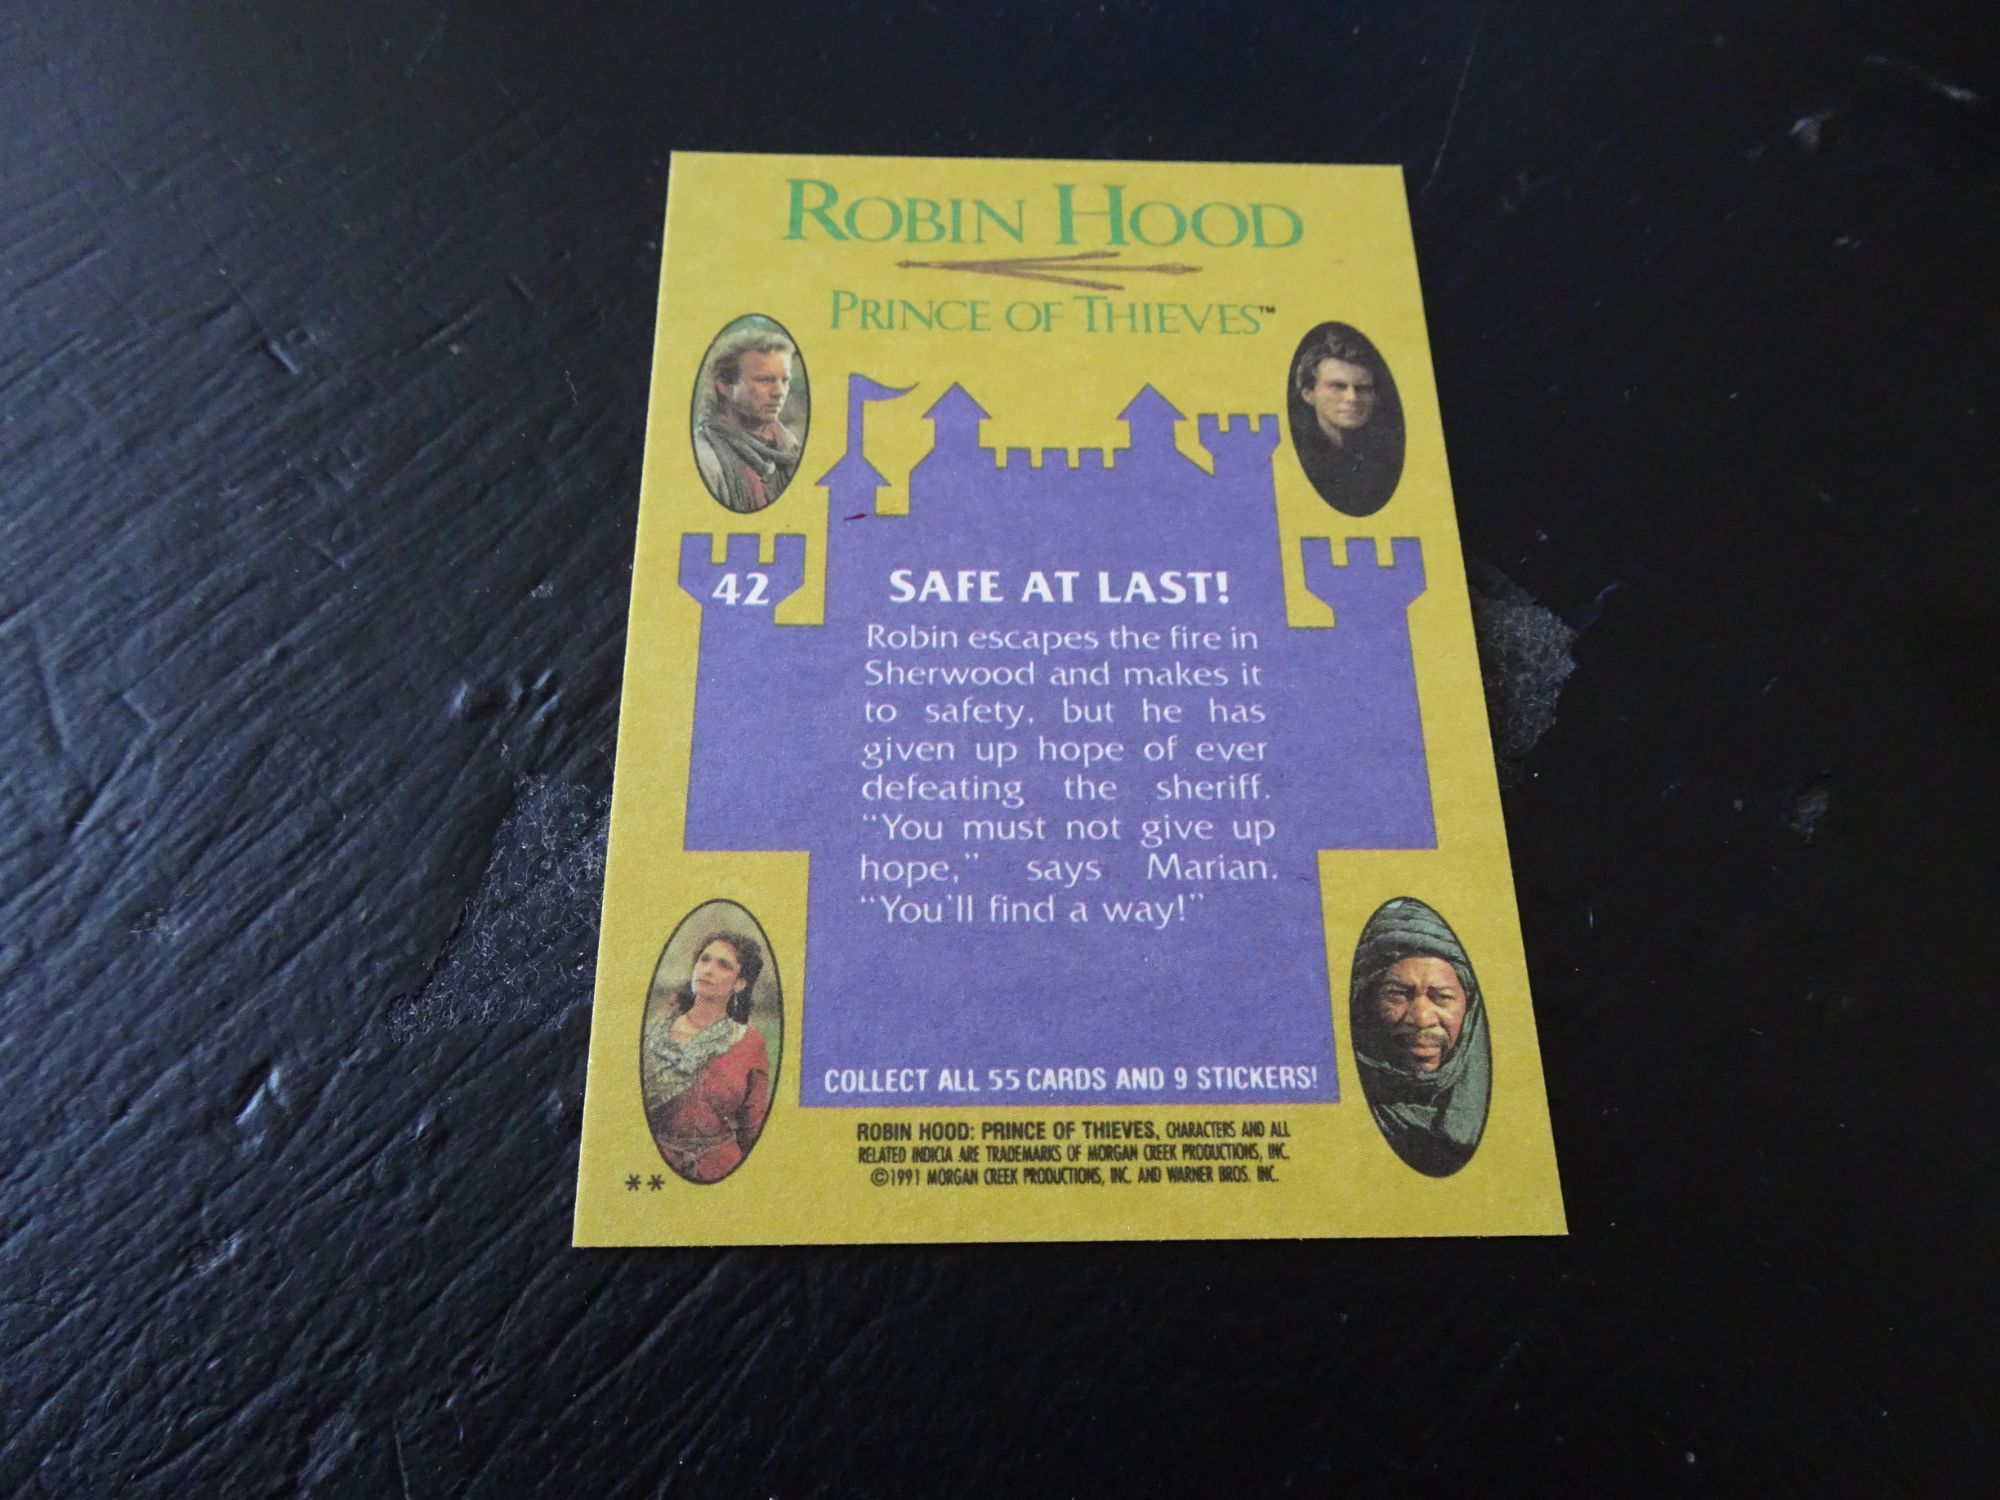 ROBIN HOOD
PRINCE OF THIEVES™
42
SAFE AT LAST!
Robin escapes the fire in
Sherwood and makes it
to safety, but he has
given up hope of ever
defeating the sheriff.
“You must not give up
hope,” says Marian.
“You'll find a way!”
COLLECT ALL 55 CARDS AND 9 STICKERS!
ROBIN HOOD: PRINCE OF THIEVES, CHARACTERS AND ALL
RELATED INDICIA ARE TRADEMARKS OF MORGAN CREEK PRODUCTIONS, INC.
©1991 MORGAN CREEK PRODUCTIONS, INC. AND WARNER BROS. INC.
**